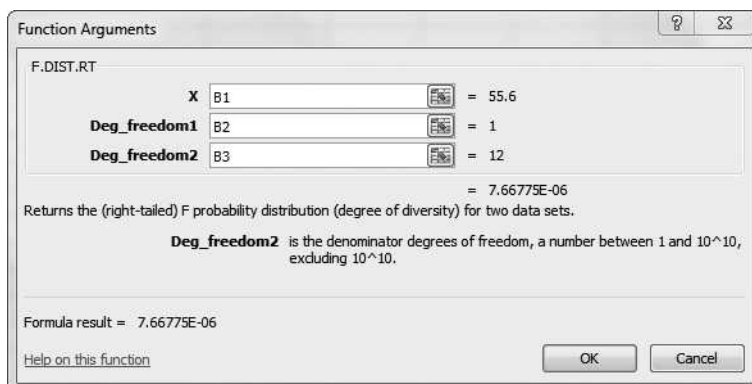 Function Arguments
F.DIST.RT
X B1 = 55.6
Deg_freedom1 B2 = 1
Deg_freedom2 B3 = 12
= 7.66775E-06
Returns the (right-tailed) F probability distribution (degree of diversity) for two data sets.
Deg_freedom2 is the denominator degrees of freedom, a number between 1 and 10^10,
excluding 10^10.
Formula result = 7.66775E-06
Help on this function OK Cancel